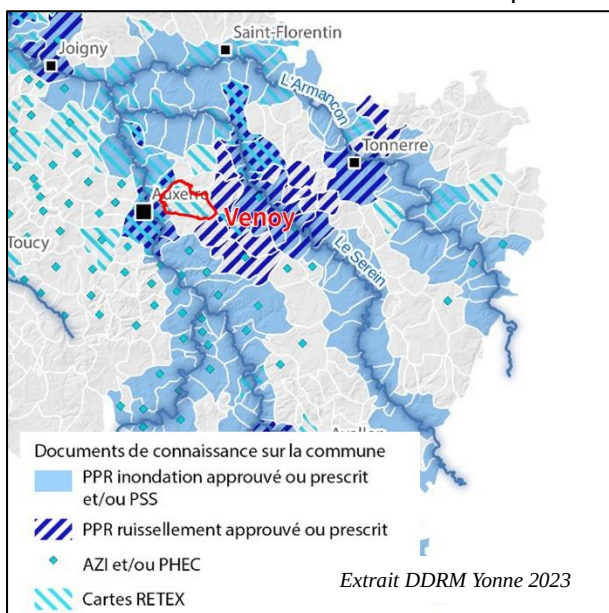 Saint-Florentin
Joigny
L'Armançon
Tonnerre
Auxerre
Venoy
Toucy
Le Serein
Avallon
Documents de connaissance sur la commune
PPR inondation approuvé ou prescrit
et/ou PSS
PPR ruissellement approuvé ou prescrit
AZI et/ou PHEC
Cartes RETEX
Extrait DDRM Yonne 2023